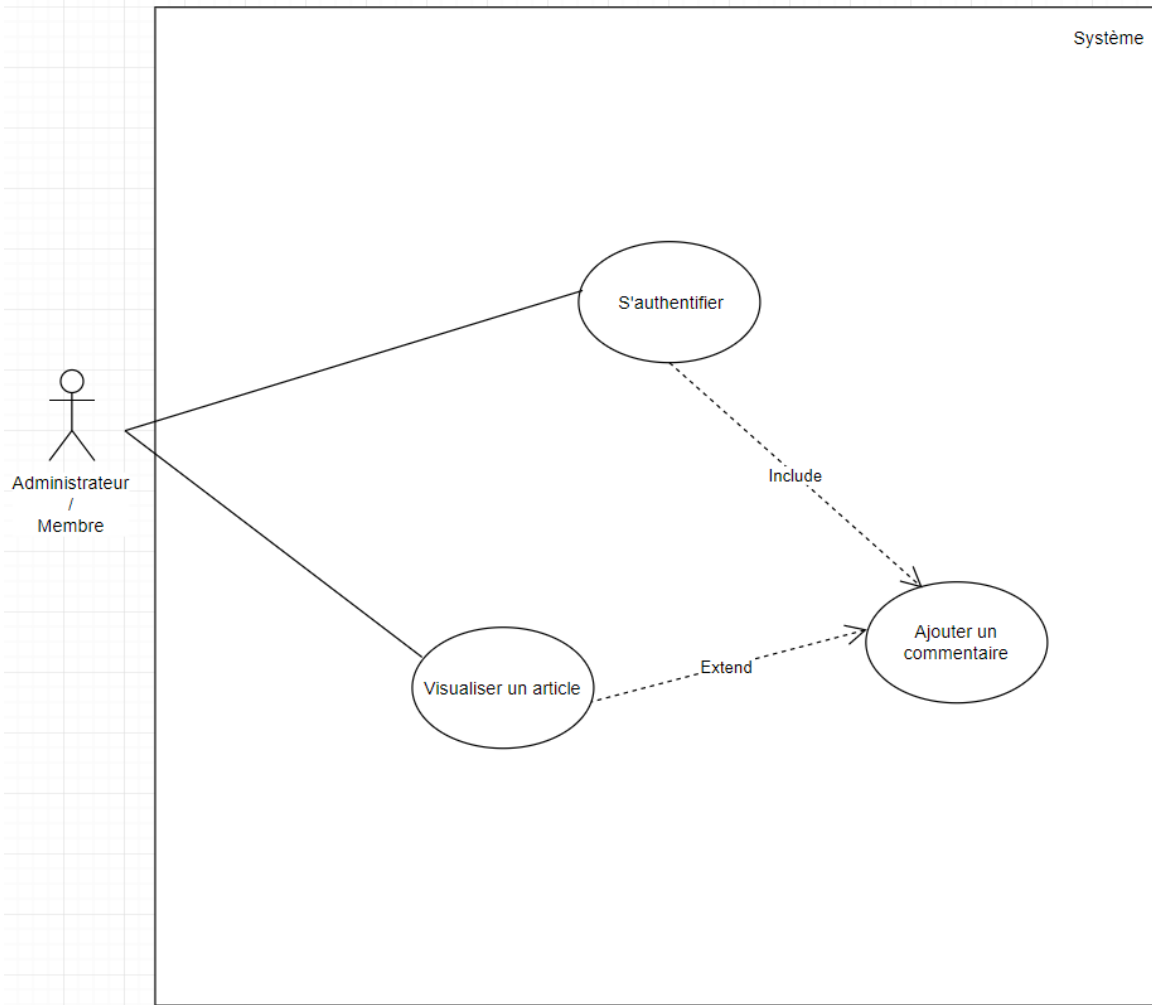 Système
S'authentifier
Administrateur
/
Membre
Include
Ajouter un
commentaire
Extend
Visualiser un article